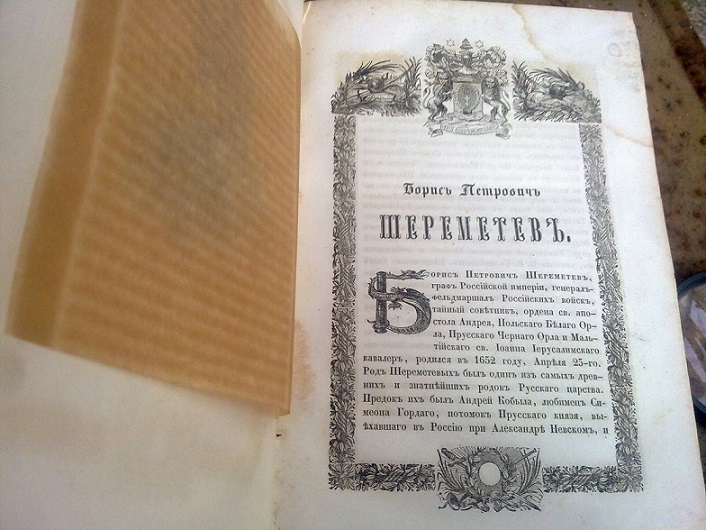 Борисъ Петровичъ
ШЕРЕМЕТЕВЪ.
Борисъ Петровичъ Шереметевъ,
графъ Россійской имперіи, генералъ-
фельдмаршалъ Россійскихъ войскъ,
тайный совѣтникъ, ордена св. апо-
стола Андрея, Польскаго Бѣлаго Ор-
ла, Прусскаго Чернаго Орла и Маль-
тійскаго св. Іоанна Іерусалимскаго
кавалеръ, родился въ 1652 году, Апрѣля 25-го.
Родъ Шереметевыхъ былъ одинъ изъ самыхъ древ-
нихъ и знатнѣйшихъ родовъ Русскаго царства.
Предокъ ихъ былъ Андрей Кобыла, любимецъ Си-
меона Гордаго, потомокъ Прусскаго князя, вы-
ѣхавшаго въ Россію при Александрѣ Невскомъ, и